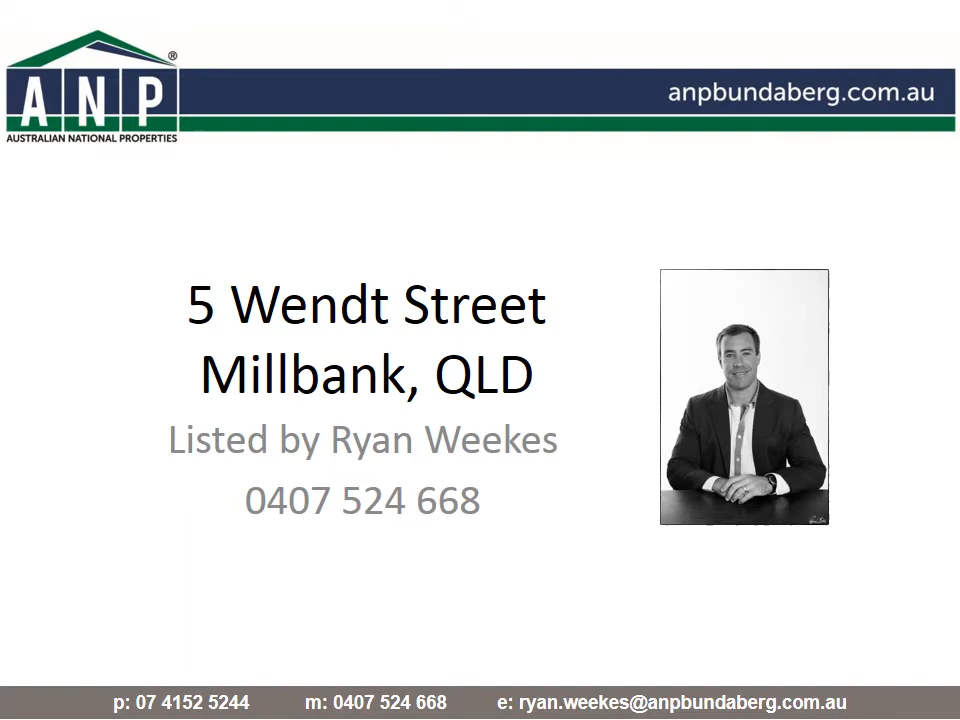 ANP®
AUSTRALIAN NATIONAL PROPERTIES
anpbundaberg.com.au
5 Wendt Street
Millbank, QLD
Listed by Ryan Weekes
0407 524 668
p: 07 4152 5244 m: 0407 524 668 e: ryan.weekes@anpbundaberg.com.au